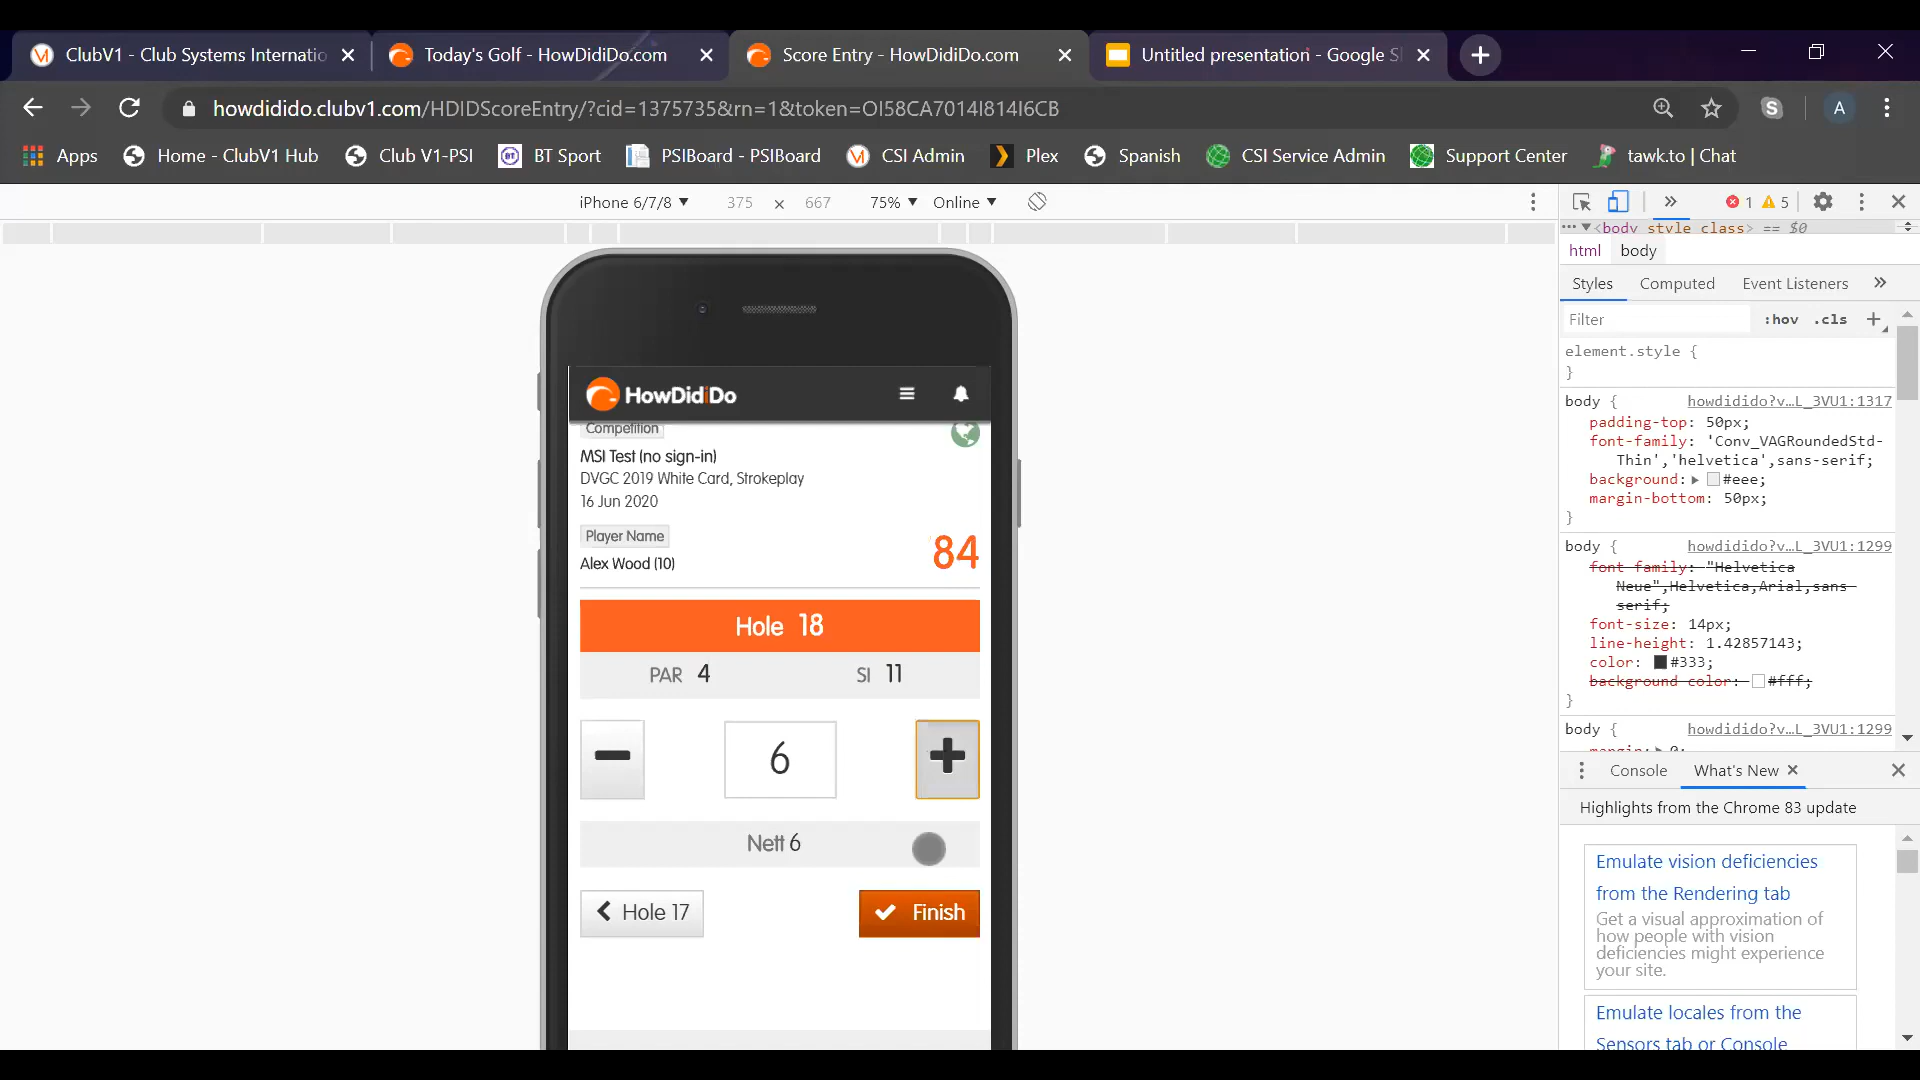 ClubV1 - Club Systems Internatio
Today's Golf - HowDidiDo.com
Score Entry - HowDidiDo.com
Untitled presentation - Google Sl
howdidido.clubv1.com/HDIDScoreEntry/?cid=1375735&rn=1&token=OI58CA7014I814I6CB
A
Apps
Home - ClubV1 Hub
Club V1-PSI
BT Sport
PSIBoard - PSIBoard
CSI Admin
Plex
Spanish
CSI Service Admin
Support Center
tawk.to | Chat
iPhone 6/7/8 ▼ 375 × 667 75% ▼ Online ▼
1 5
<body style class> == $0
html body
Styles Computed Event Listeners
Filter :hov .cls
element.style {
}
body { howdidido?v…L_3VU1:1317
padding-top: 50px;
font-family: 'Conv_VAGRoundedStd-
Thin','helvetica',sans-serif;
background: #eee;
margin-bottom: 50px;
}
body { howdidido?v…L_3VU1:1299
font-family: "Helvetica
Neue",Helvetica,Arial,sans-
serif;
font-size: 14px;
line-height: 1.42857143;
color: #333;
background-color: #fff;
}
body { howdidido?v…L_3VU1:1299
margin: 0;
Console What's New
Highlights from the Chrome 83 update
Emulate vision deficiencies
from the Rendering tab
Get a visual approximation of
how people with vision
deficiencies might experience
your site.
Emulate locales from the
Sensors tab or Console
HowDidiDo
Competition
MSI Test (no sign-in)
DVGC 2019 White Card, Strokeplay
16 Jun 2020
Player Name
Alex Wood (10)
84
Hole 18
PAR 4 SI 11
6
Nett 6
Hole 17
Finish